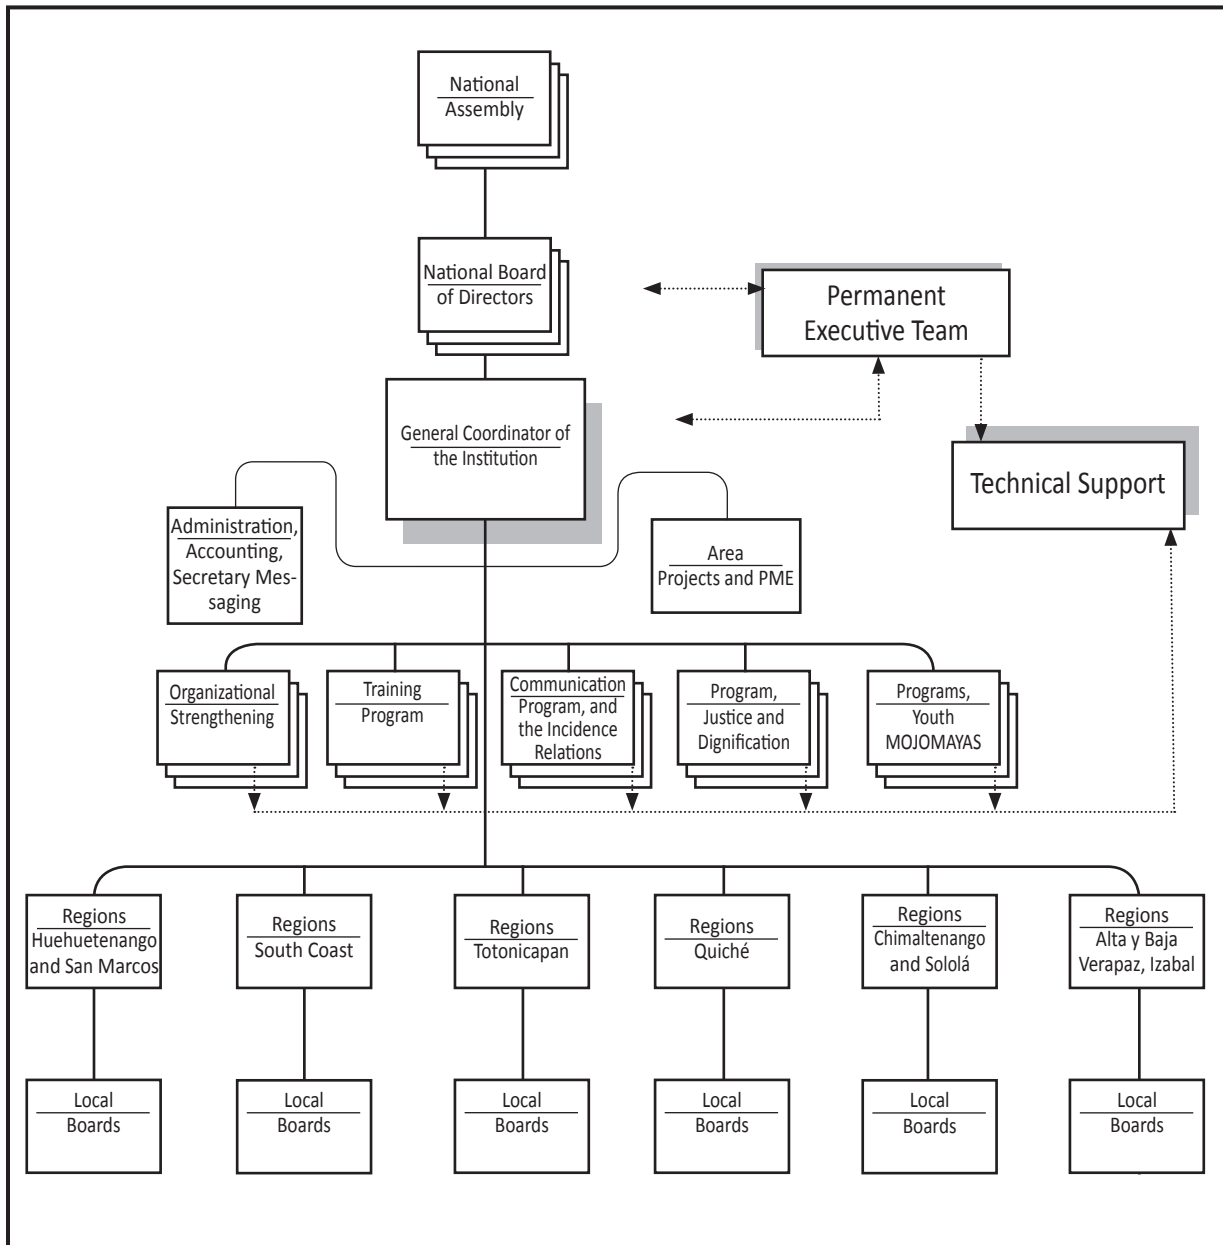 National
Assembly
National Board
of Directors
Permanent
Executive Team
General Coordinator of
the Institution
Technical Support
Administration,
Accounting,
Secretary Mes-
saging
Area
Projects and PME
Organizational
Strengthening
Training
Program
Communication
Program, and
the Incidence
Relations
Program,
Justice and
Dignification
Programs,
Youth
MOJOMAYAS
Regions
Huehuetenango
and San Marcos
Regions
South Coast
Regions
Totonicapan
Regions
Quiché
Regions
Chimaltenango
and Sololá
Regions
Alta y Baja
Verapaz, Izabal
Local
Boards
Local
Boards
Local
Boards
Local
Boards
Local
Boards
Local
Boards